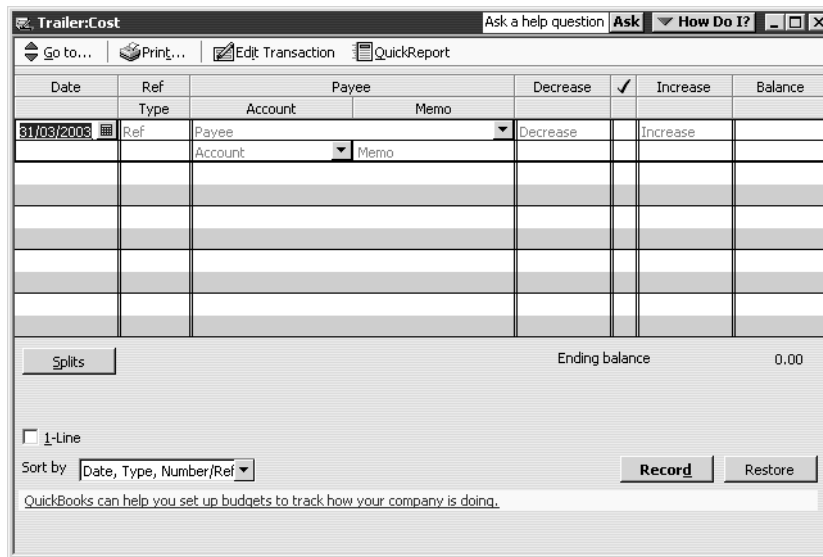 Trailer:Cost Ask a help question Ask How Do I?
Go to... Print... Edit Transaction QuickReport
Date Ref Payee Decrease ✓ Increase Balance
Type Account Memo
31/03/2003 Ref Payee Decrease Increase
Account Memo
Splits Ending balance 0.00
1-Line
Sort by Date, Type, Number/Ref Record Restore
QuickBooks can help you set up budgets to track how your company is doing.